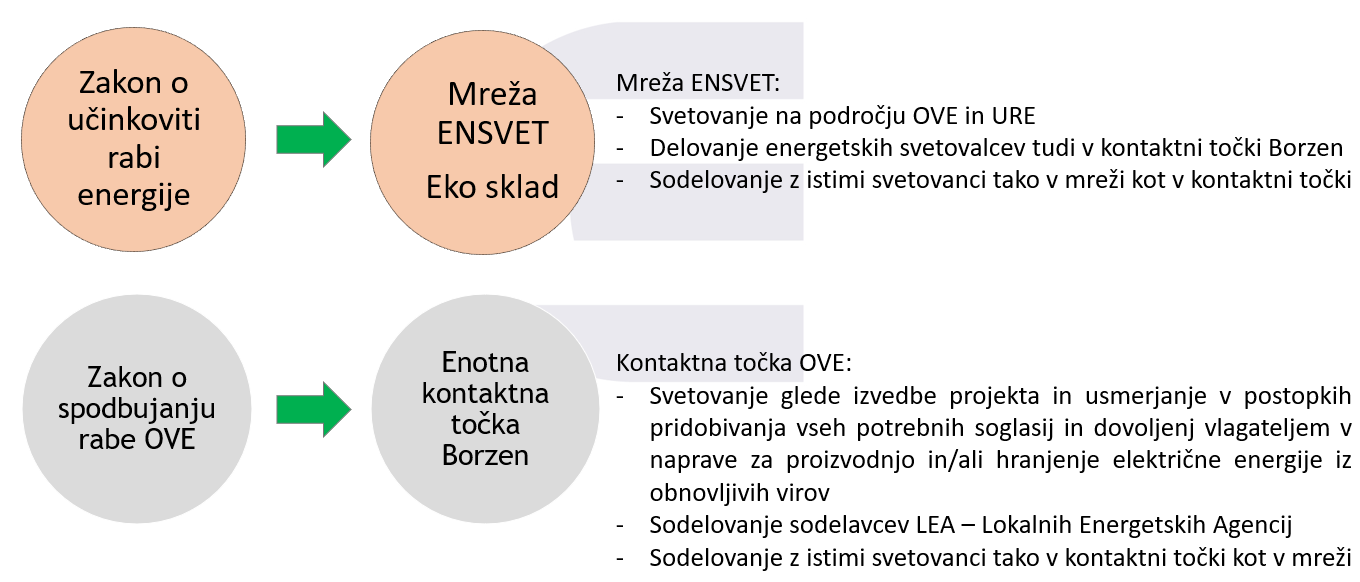 Zakon o
učinkoviti
rabi
energije
Mreža
ENSVET
Eko sklad
Mreža ENSVET:
- Svetovanje na področju OVE in URE
- Delovanje energetskih svetovalcev tudi v kontaktni točki Borzen
- Sodelovanje z istimi svetovanci tako v mreži kot v kontaktni točki
Zakon o
spodbujanju
rabe OVE
Enotna
kontaktna
točka
Borzen
Kontaktna točka OVE:
- Svetovanje glede izvedbe projekta in usmerjanje v postopkih
pridobivanja vseh potrebnih soglasij in dovoljenj vlagateljem v
naprave za proizvodnjo in/ali hranjenje električne energije iz
obnovljivih virov
- Sodelovanje sodelavcev LEA – Lokalnih Energetskih Agencij
- Sodelovanje z istimi svetovanci tako v kontaktni točki kot v mreži